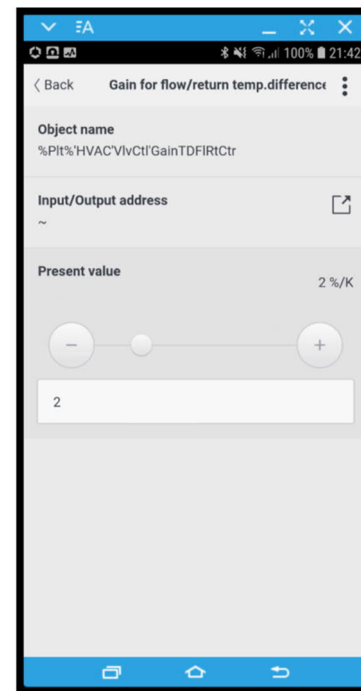 ΞA
100% 21:42
Back Gain for flow/return temp.difference
Object name
%Plt%'HVAC'VlvCtl'GainTDFlRtCtr
Input/Output address
~
Present value
2 %/K
2